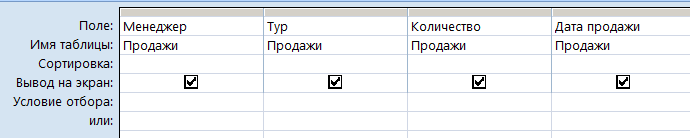 Поле: Менеджер Тур Количество Дата продажи
Имя таблицы: Продажи Продажи Продажи Продажи
Сортировка:
Вывод на экран:
Условие отбора:
или: